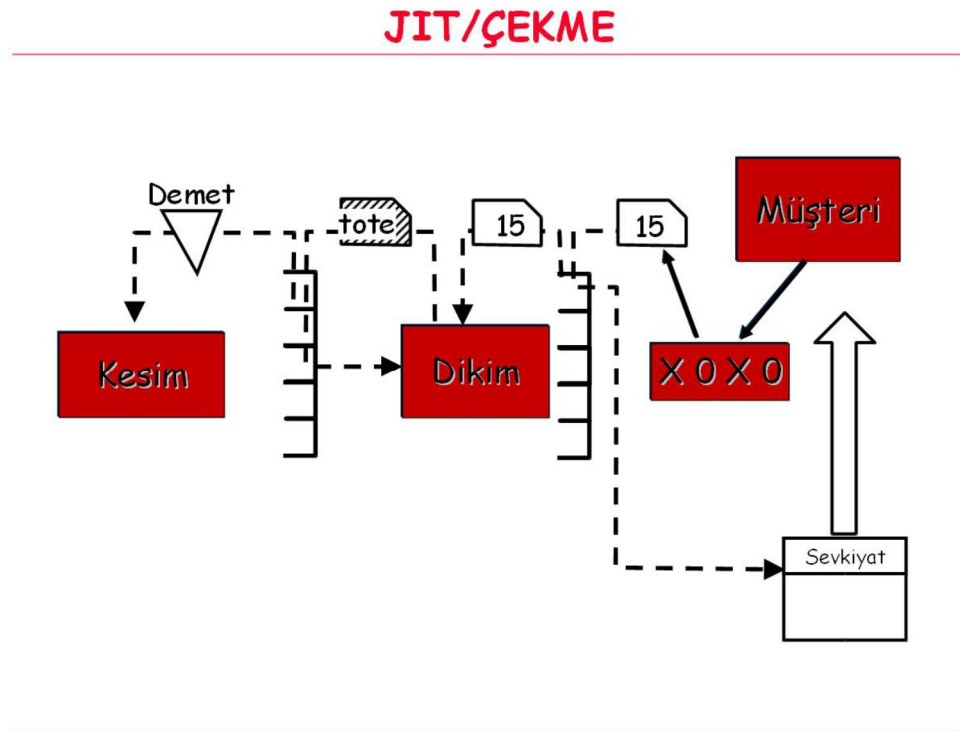 JIT/ÇEKME
Demet
tote
15
15
Müşteri
Kesim
Dikim
X 0 X 0
Sevkiyat